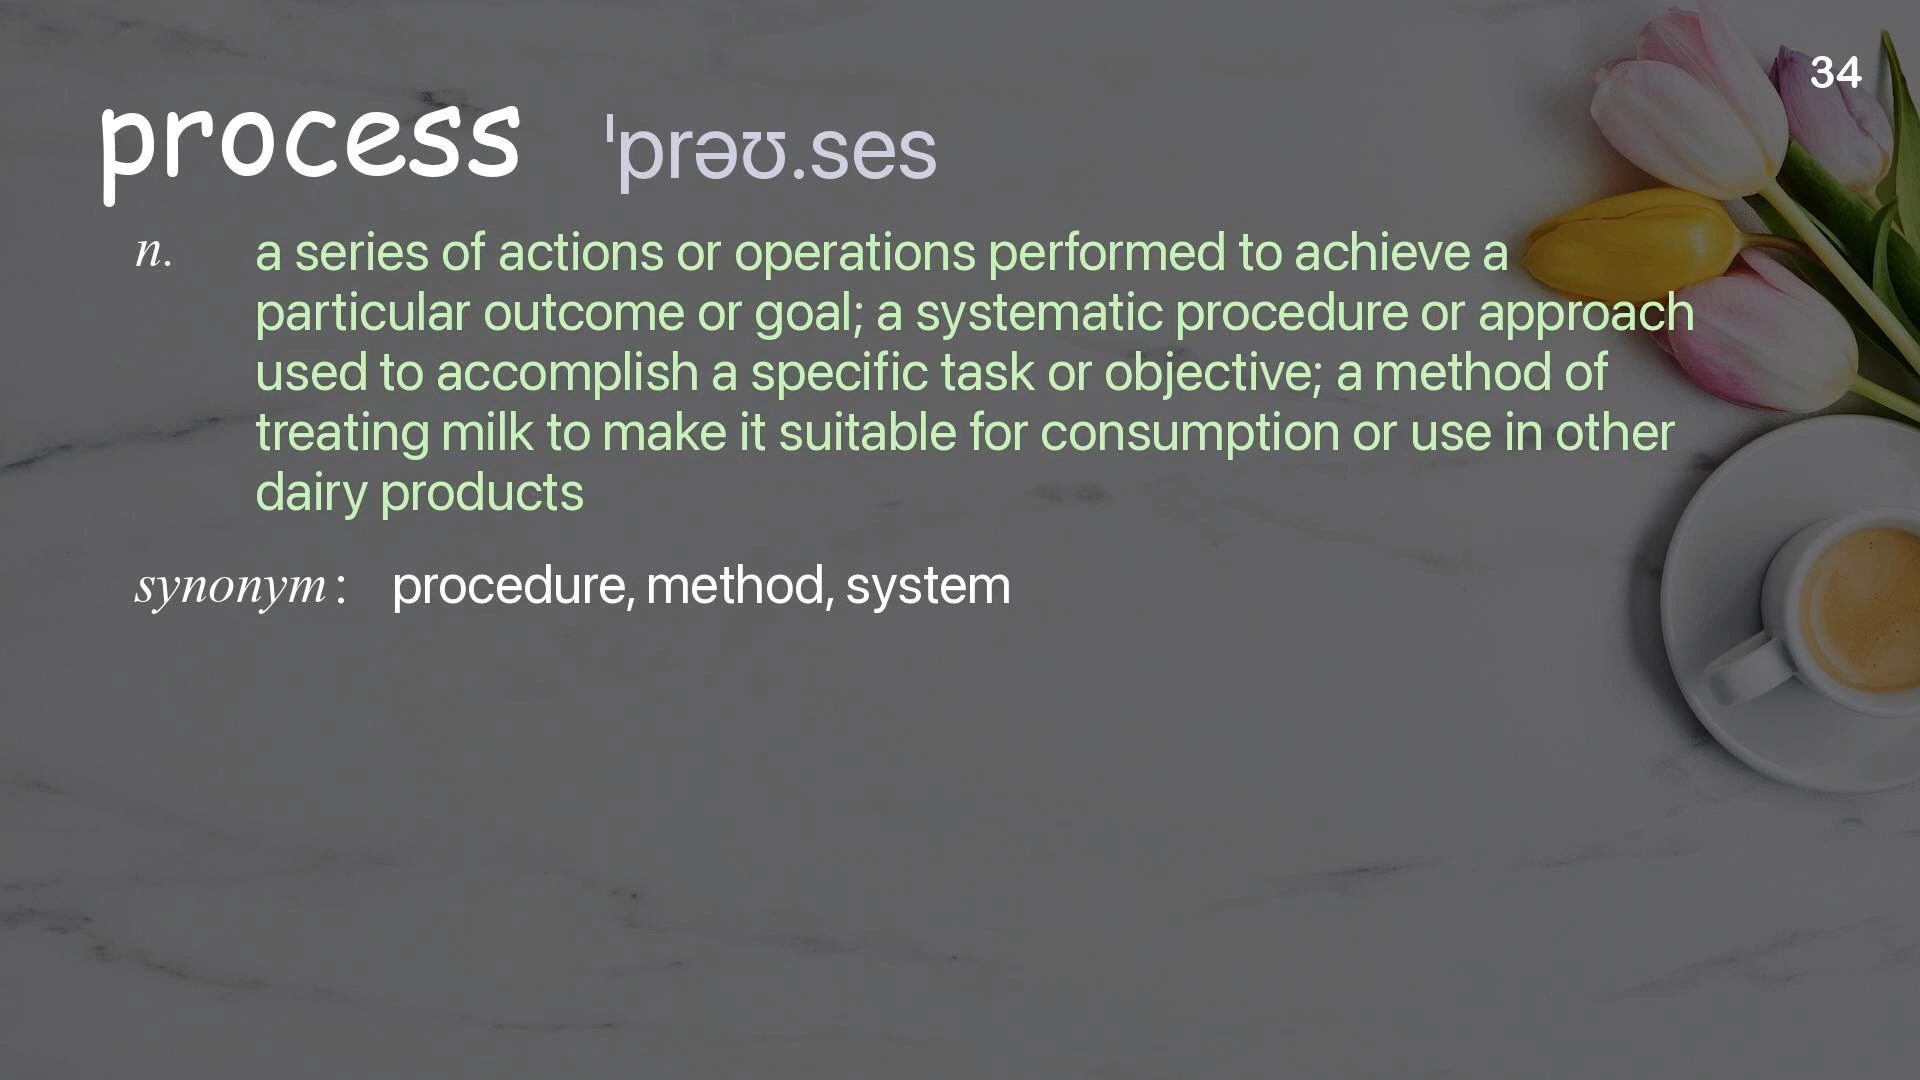 34
process ˈprəʊ.ses
n. a series of actions or operations performed to achieve a
particular outcome or goal; a systematic procedure or approach
used to accomplish a specific task or objective; a method of
treating milk to make it suitable for consumption or use in other
dairy products
synonym: procedure, method, system